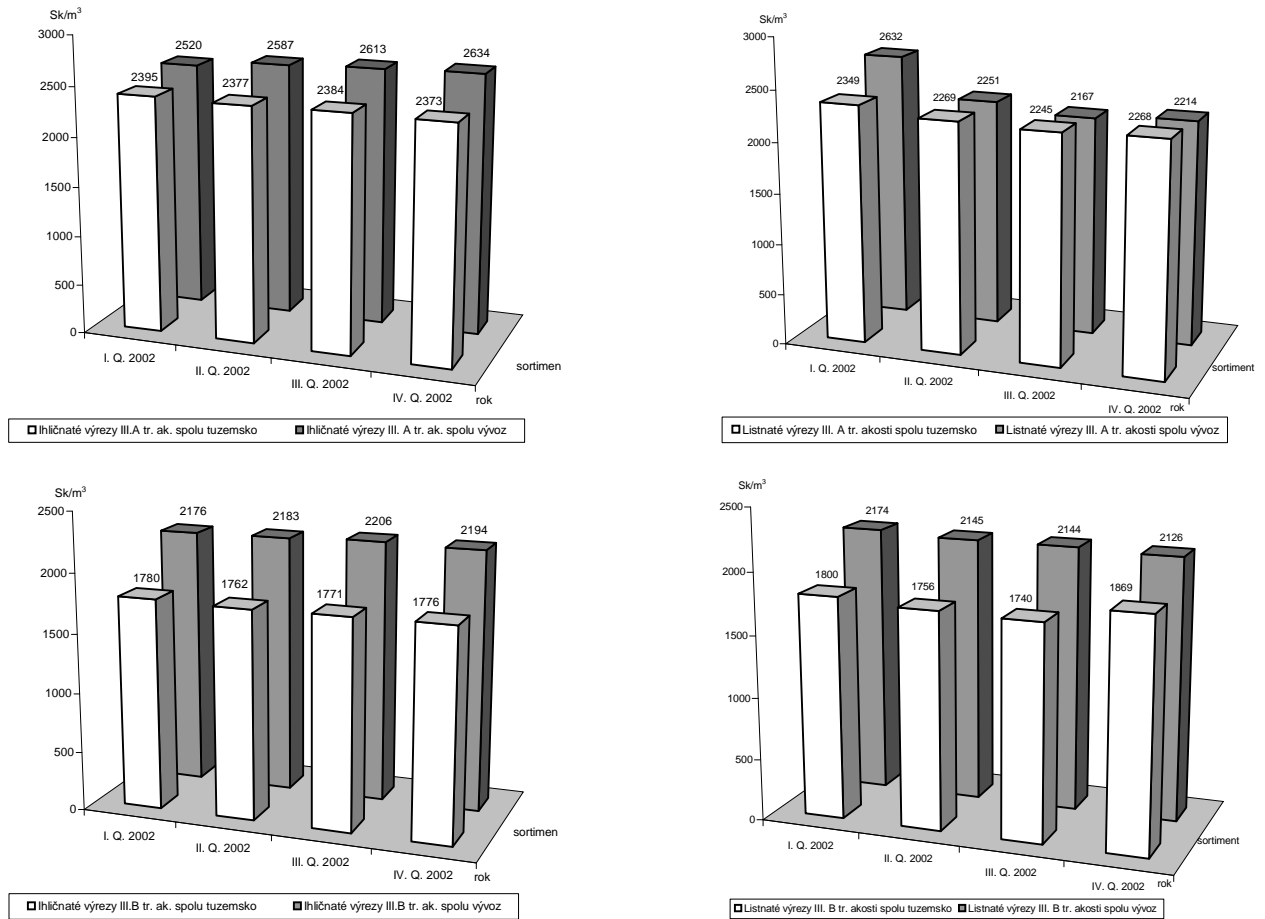 Sk/m³
3000
2500
2000
1500
1000
500
0
2395
2520
2377
2587
2384
2613
2373
2634
I. Q. 2002
II. Q. 2002
III. Q. 2002
IV. Q. 2002
rok
sortimen
Ihličnaté výrezy III.A tr. ak. spolu tuzemsko
Ihličnaté výrezy III. A tr. ak. spolu vývoz
Sk/m³
3000
2500
2000
1500
1000
500
0
2349
2632
2269
2251
2245
2167
2268
2214
I. Q. 2002
II. Q. 2002
III. Q. 2002
IV. Q. 2002
rok
sortiment
Listnaté výrezy III. A tr. akosti spolu tuzemsko
Listnaté výrezy III. A tr. akosti spolu vývoz
Sk/m³
2500
2000
1500
1000
500
0
1780
2176
1762
2183
1771
2206
1776
2194
I. Q. 2002
II. Q. 2002
III. Q. 2002
IV. Q. 2002
rok
sortimen
Ihličnaté výrezy III.B tr. ak. spolu tuzemsko
Ihličnaté výrezy III.B tr. ak. spolu vývoz
Sk/m³
2500
2000
1500
1000
500
0
1800
2174
1756
2145
1740
2144
1869
2126
I. Q. 2002
II. Q. 2002
III. Q. 2002
IV. Q. 2002
rok
sortiment
Listnaté výrezy III. B tr. akosti spolu tuzemsko
Listnaté výrezy III. B tr. akosti spolu vývoz